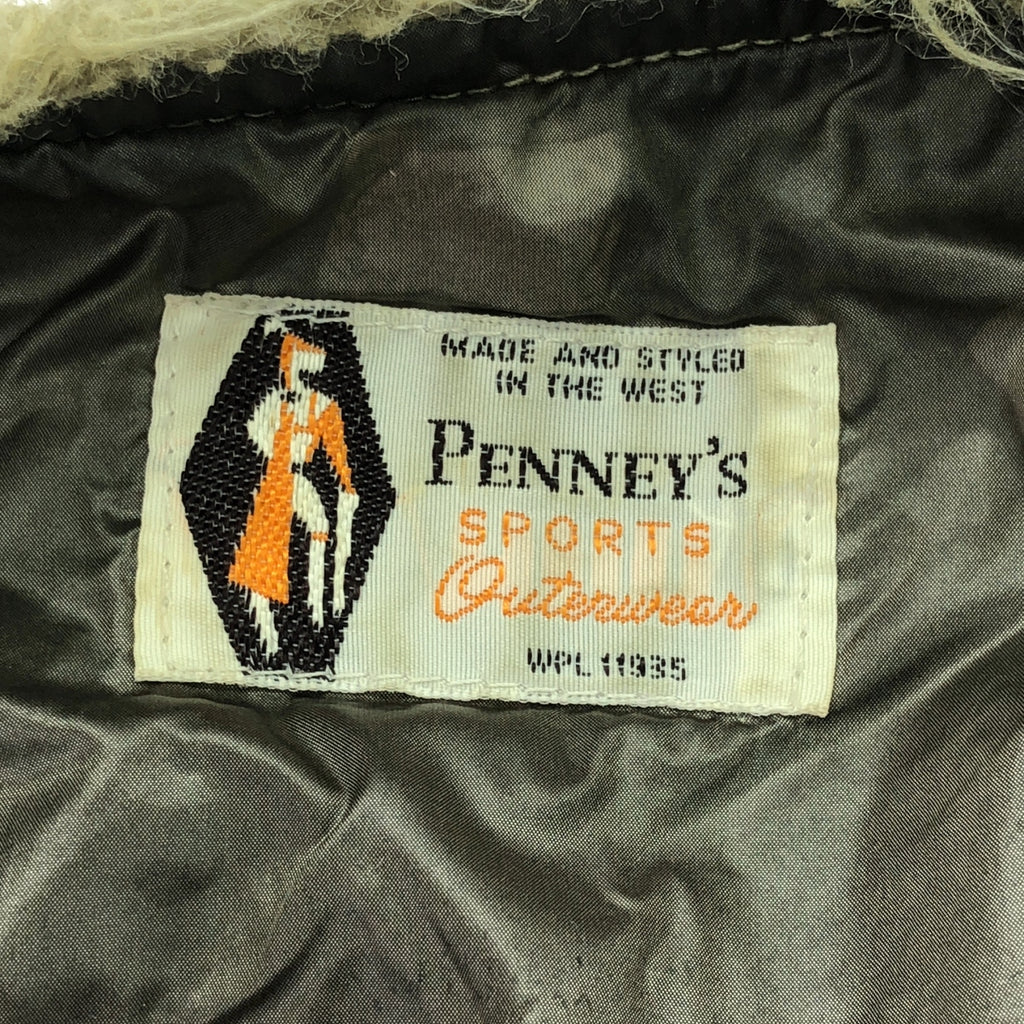 MADE AND STYLED
IN THE WEST
PENNEY'S
SPORTS
Outerwear
WPL 11935